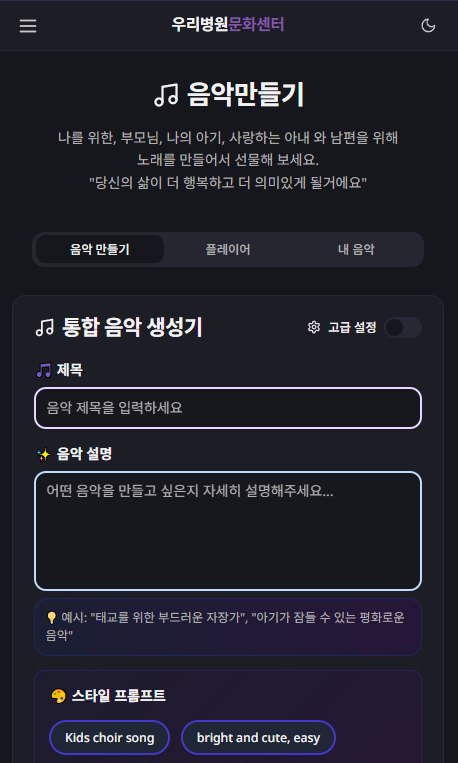 우리병원문화센터
음악만들기
나를 위한, 부모님, 나의 아기, 사랑하는 아내 와 남편을 위해
노래를 만들어서 선물해 보세요.
"당신의 삶이 더 행복하고 더 의미있게 될거에요"
음악 만들기 플레이어 내 음악
통합 음악 생성기 고급 설정
제목
음악 제목을 입력하세요
음악 설명
어떤 음악을 만들고 싶은지 자세히 설명해주세요...
예시: "태교를 위한 부드러운 자장가", "아기가 잠들 수 있는 평화로운
음악"
스타일 프롬프트
Kids choir song bright and cute, easy